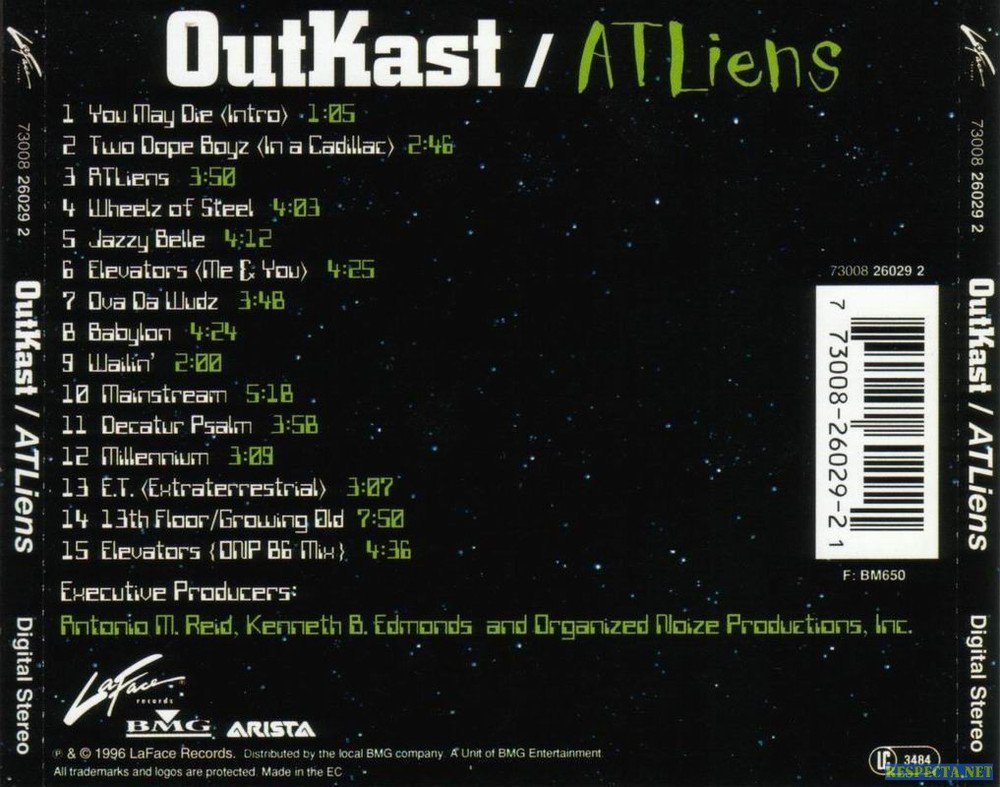 OutKast / ATLiens
1 You May Die (Intro) 1:05
2 Two Dope Boyz (In a Cadillac) 2:46
3 ATLiens 3:50
4 Wheelz of Steel 4:03
5 Jazzy Belle 4:12
6 Elevators (Me & You) 4:25
7 Ova Da Wudz 3:48
8 Babylon 4:24
9 Wailin' 2:00
10 Mainstream 5:18
11 Decatur Psalm 3:58
12 Millennium 3:09
13 E.T. (Extraterrestrial) 3:07
14 13th Floor/Growing Old 7:50
15 Elevators (ONP 86 Mix) 4:36
Executive Producers:
Antonio M. Reid, Kenneth B. Edmonds and Organized Noize Productions, Inc.
LaFace
records
BMG ARISTA
℗ & © 1996 LaFace Records. Distributed by the local BMG company. A Unit of BMG Entertainment.
All trademarks and logos are protected. Made in the EC
73008 26029 2
7 73008-26029-2 1
F: BM650
LC 3484
RESPECTA.NET
LaFace
73008 26029 2
OutKast / ATLiens
Digital Stereo
LaFace
73008 26029 2
OutKast / ATLiens
Digital Stereo